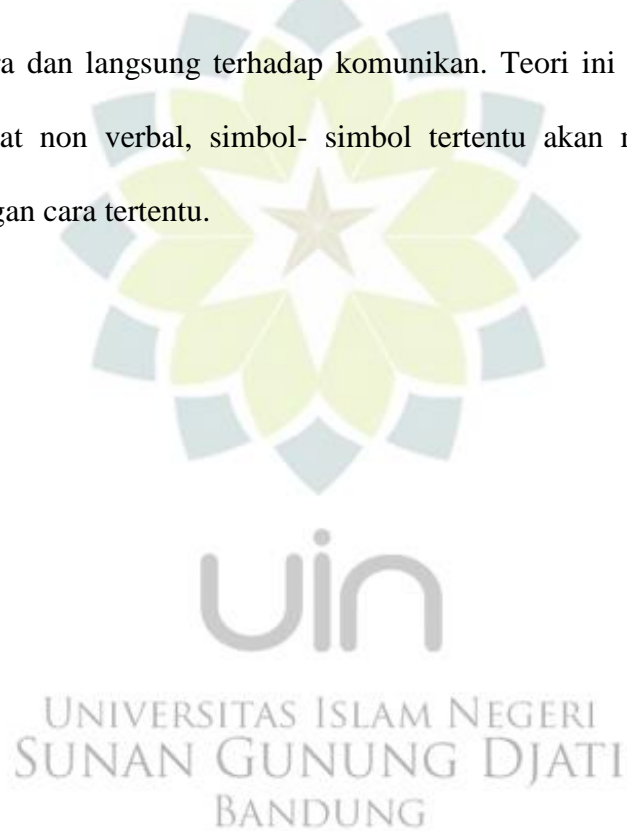 ra dan langsung terhadap komunikan. Teori ini
at non verbal, simbol- simbol tertentu akan
gan cara tertentu.
uin
UNIVERSITAS ISLAM NEGERI
SUNAN GUNUNG DJATI
BANDUNG